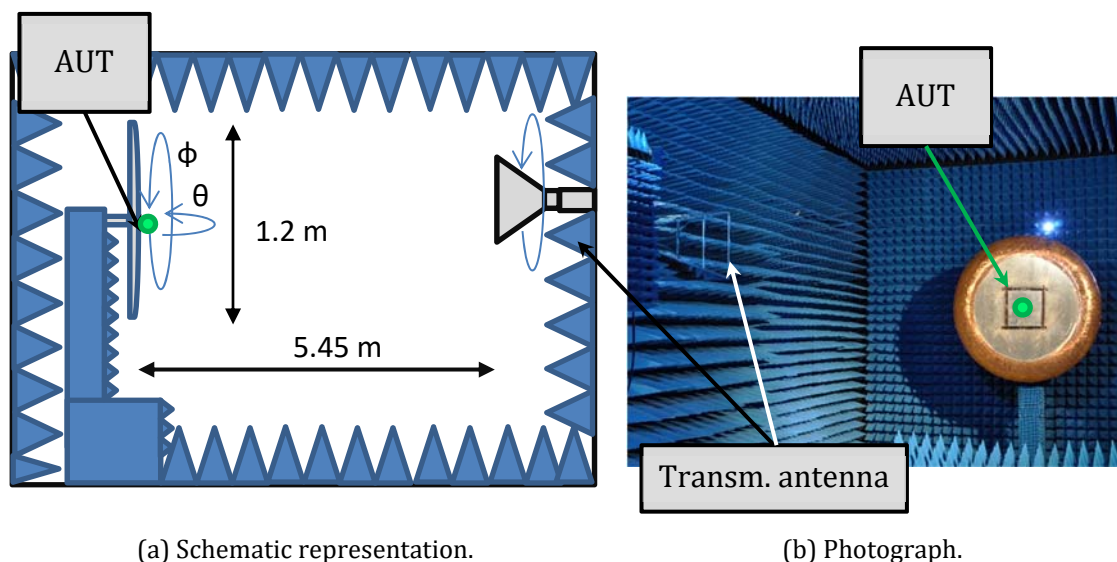 AUT
ϕ
θ
1.2 m
5.45 m
AUT
Transm. antenna
(a) Schematic representation.
(b) Photograph.